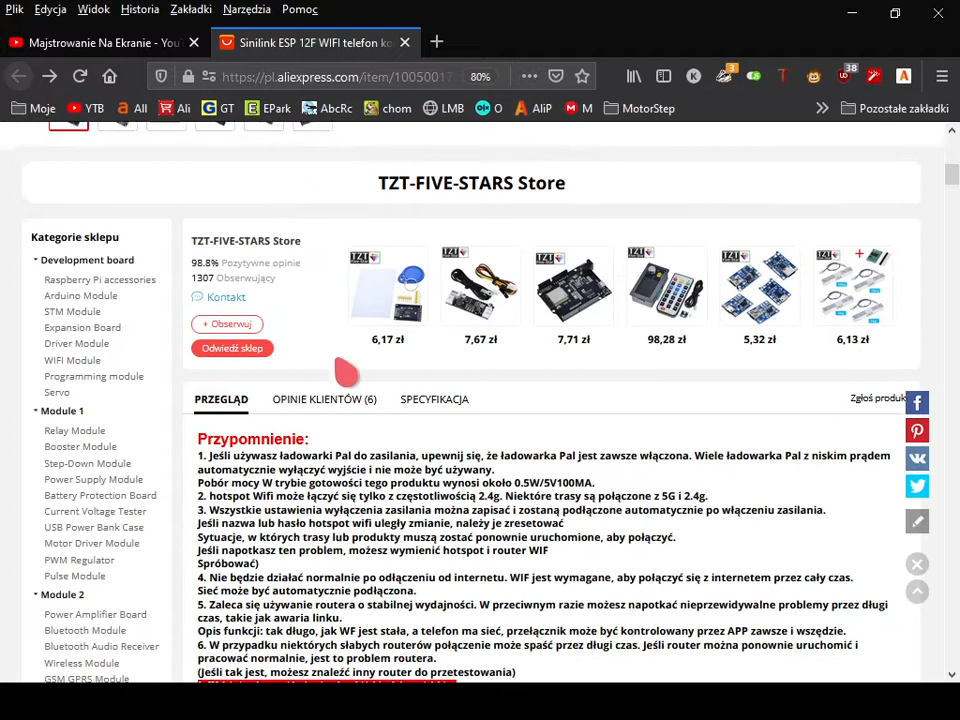 Plik Edycja Widok Historia Zakładki Narzędzia Pomoc
Majstrowanie Na Ekranie - You
Sinilink ESP 12F WIFI telefon ko
https://pl.aliexpress.com/item/10050017 80%
Moje YTB All Ali GT EPark AbcRc chom LMB O AliP M MotorStep Pozostałe zakładki
TZT-FIVE-STARS Store
Kategorie sklepu
Development board
Raspberry Pi accessories
Arduino Module
STM Module
Expansion Board
Driver Module
WIFI Module
Programming module
Servo
Module 1
Relay Module
Booster Module
Step-Down Module
Power Supply Module
Battery Protection Board
Current Voltage Tester
USB Power Bank Case
Motor Driver Module
PWM Regulator
Pulse Module
Module 2
Power Amplifier Board
Bluetooth Module
Bluetooth Audio Receiver
Wireless Module
GSM GPRS Module
TZT-FIVE-STARS Store
98.8% Pozytywne opinie
1307 Obserwujący
Kontakt
+ Obserwuj
Odwiedź sklep
TZT TZT TZT TZT TZT TZT
6,17 zł 7,67 zł 7,71 zł 98,28 zł 5,32 zł 6,13 zł
PRZEGLĄD OPINIE KLIENTÓW (6) SPECYFIKACJA Zgłoś produk
Przypomnienie:
1. Jeśli używasz ładowarki Pal do zasilania, upewnij się, że ładowarka Pal jest zawsze włączona. Wiele ładowarka Pal z niskim prądem
automatycznie wyłączyć wyjście i nie może być używany.
Pobór mocy W trybie gotowości tego produktu wynosi około 0.5W/5V100MA.
2. hotspot Wifi może łączyć się tylko z częstotliwością 2.4g. Niektóre trasy są połączone z 5G i 2.4g.
3. Wszystkie ustawienia wyłączenia zasilania można zapisać i zostaną podłączone automatycznie po włączeniu zasilania.
Jeśli nazwa lub hasło hotspot wifi uległy zmianie, należy je zresetować
Sytuacje, w których trasy lub produkty muszą zostać ponownie uruchomione, aby połączyć.
Jeśli napotkasz ten problem, możesz wymienić hotspot i router WIF
Spróbować)
4. Nie będzie działać normalnie po odłączeniu od internetu. WIF jest wymagane, aby połączyć się z internetem przez cały czas.
Sieć może być automatycznie podłączona.
5. Zaleca się używanie routera o stabilnej wydajności. W przeciwnym razie możesz napotkać nieprzewidywalne problemy przez długi
czas, takie jak awaria linku.
Opis funkcji: tak długo, jak WF jest stała, a telefon ma sieć, przełącznik może być kontrolowany przez APP zawsze i wszędzie.
6. W przypadku niektórych słabych routerów połączenie może spaść przez długi czas. Jeśli router można ponownie uruchomić i
pracować normalnie, jest to problem routera.
(Jeśli tak jest, możesz znaleźć inny router do przetestowania)